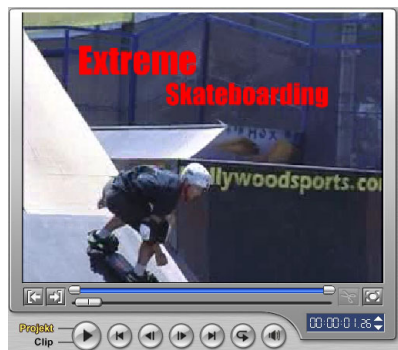 Extreme
Skateboarding
llywoodsports.co
Projekt
Clip
00:00:01.26